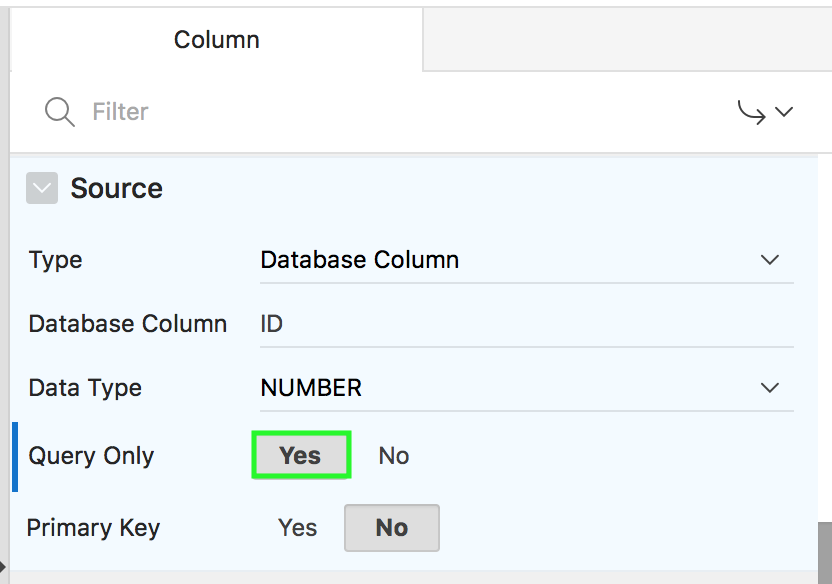 Column
Filter
Source
Type Database Column
Database Column ID
Data Type NUMBER
Query Only Yes No
Primary Key Yes No